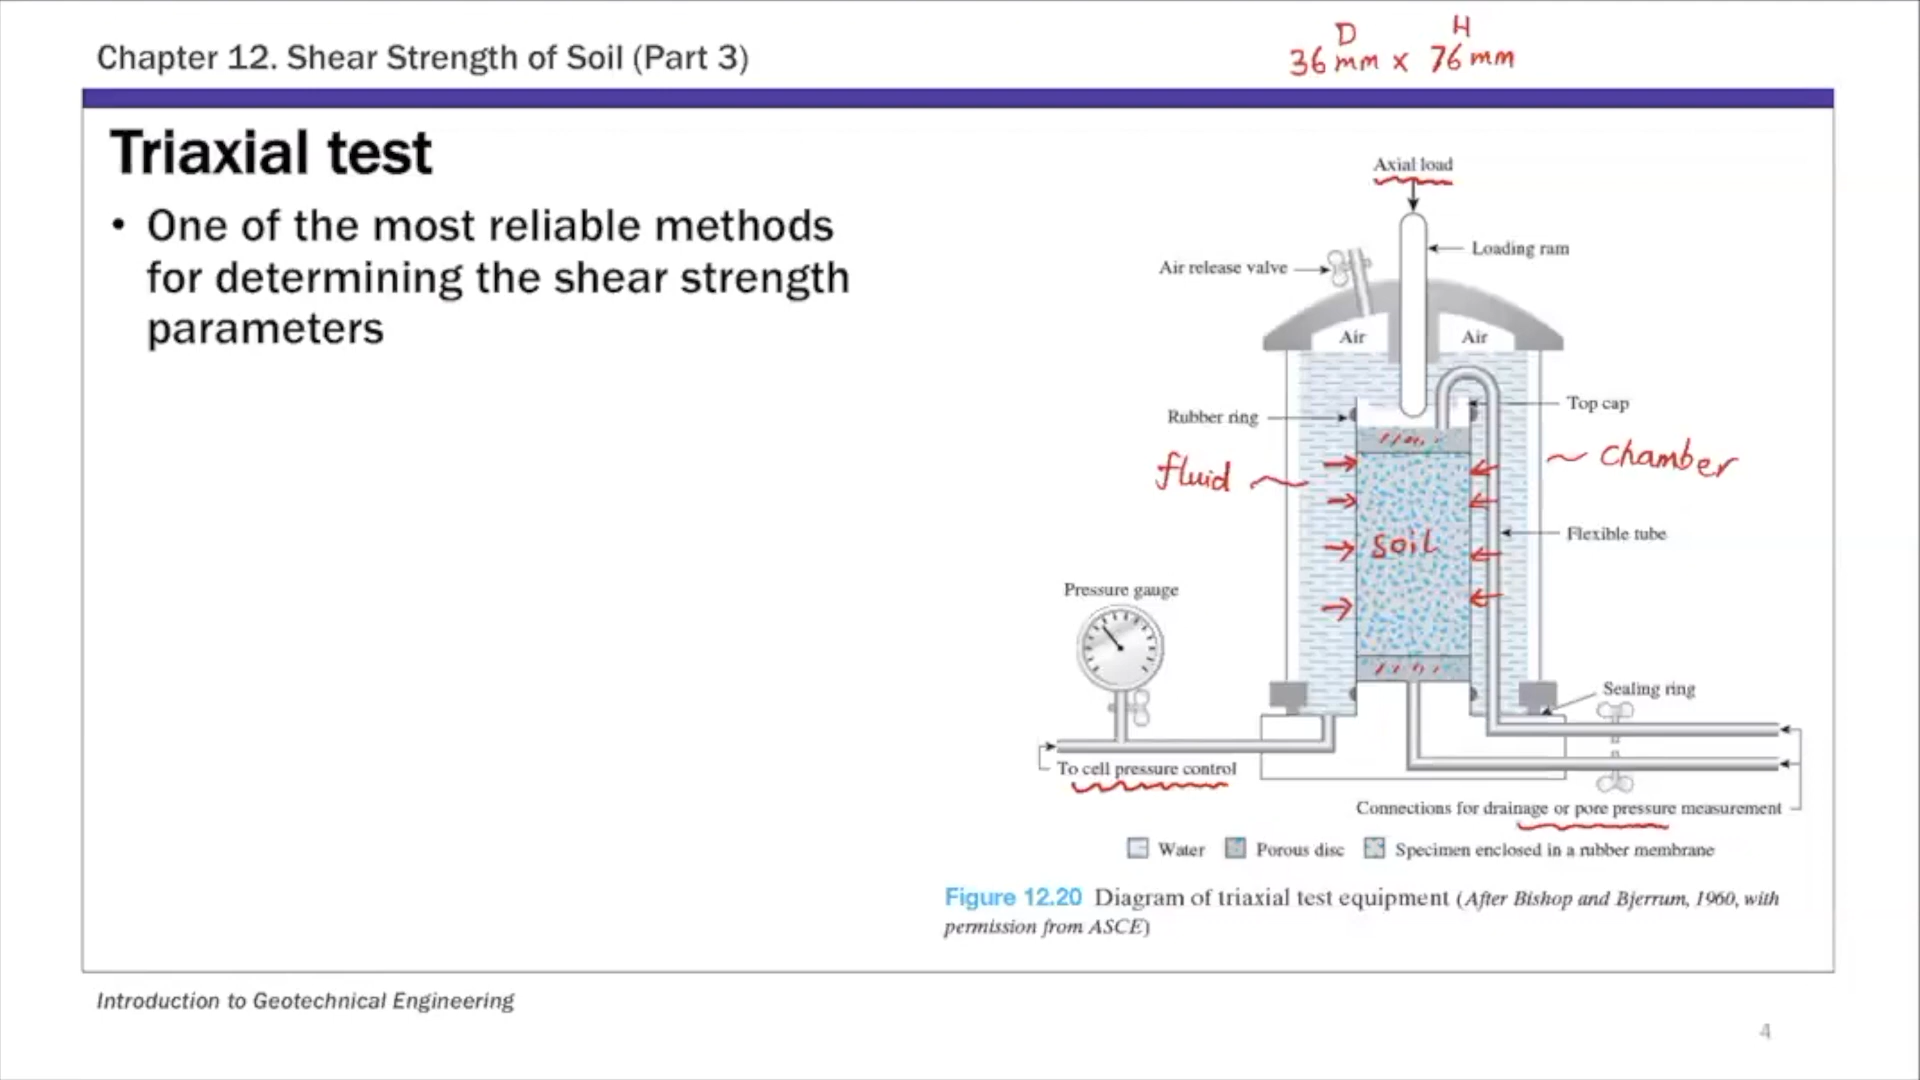 Chapter 12. Shear Strength of Soil (Part 3)
D H
36 mm x 76 mm
Triaxial test
• One of the most reliable methods
for determining the shear strength
parameters
Axial load
Loading ram
Air release valve
Air Air
Top cap
Rubber ring
fluid
chamber
soil
Flexible tube
Pressure gauge
Sealing ring
To cell pressure control
Connections for drainage or pore pressure measurement
Water Porous disc Specimen enclosed in a rubber membrane
Figure 12.20 Diagram of triaxial test equipment (After Bishop and Bjerrum, 1960, with
permission from ASCE)
Introduction to Geotechnical Engineering
4